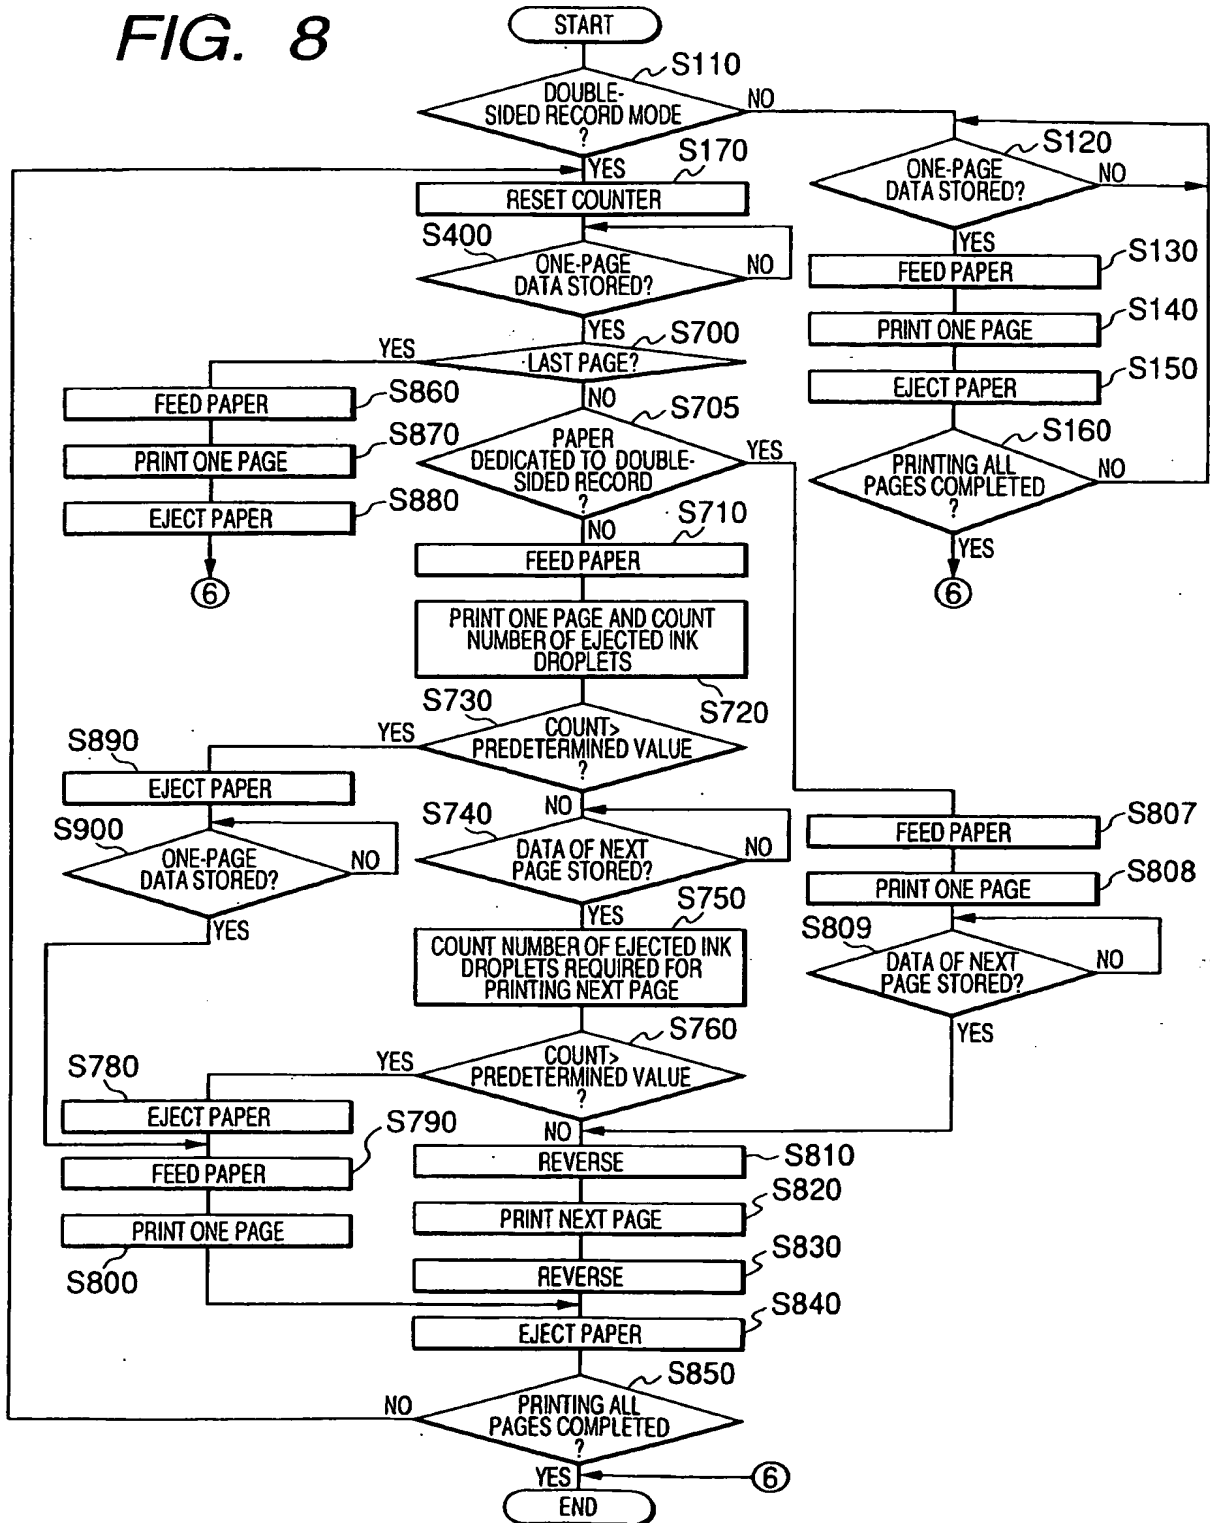 FIG. 8
START
S110
DOUBLE-
SIDED RECORD MODE
?
NO
YES
S120
ONE-PAGE
DATA STORED?
NO
YES
S130
FEED PAPER
S140
PRINT ONE PAGE
S150
EJECT PAPER
S160
PRINTING ALL
PAGES COMPLETED
?
NO
YES
6
S170
RESET COUNTER
S400
ONE-PAGE
DATA STORED?
NO
YES
S700
LAST PAGE?
YES
NO
S860
FEED PAPER
S870
PRINT ONE PAGE
S880
EJECT PAPER
6
S705
PAPER
DEDICATED TO DOUBLE-
SIDED RECORD
?
YES
NO
S710
FEED PAPER
PRINT ONE PAGE AND COUNT
NUMBER OF EJECTED INK
DROPLETS
S720
S730
COUNT>
PREDETERMINED VALUE
?
YES
NO
S890
EJECT PAPER
S900
ONE-PAGE
DATA STORED?
NO
YES
S740
DATA OF NEXT
PAGE STORED?
NO
YES
S750
COUNT NUMBER OF EJECTED INK
DROPLETS REQUIRED FOR
PRINTING NEXT PAGE
S807
FEED PAPER
S808
PRINT ONE PAGE
S809
DATA OF NEXT
PAGE STORED?
NO
YES
S760
COUNT>
PREDETERMINED VALUE
?
YES
NO
S780
EJECT PAPER
S790
FEED PAPER
PRINT ONE PAGE
S800
S810
REVERSE
S820
PRINT NEXT PAGE
S830
REVERSE
S840
EJECT PAPER
S850
PRINTING ALL
PAGES COMPLETED
?
NO
YES
6
END